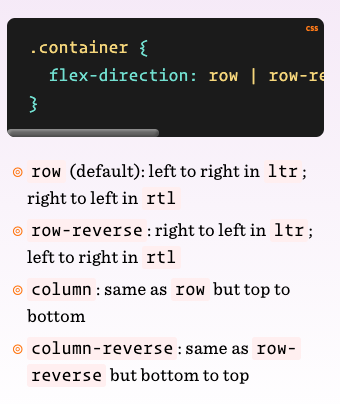 css
.container {
flex-direction: row | row-re
}
row (default): left to right in ltr;
right to left in rtl
row-reverse: right to left in ltr;
left to right in rtl
column: same as row but top to
bottom
column-reverse: same as row-
reverse but bottom to top